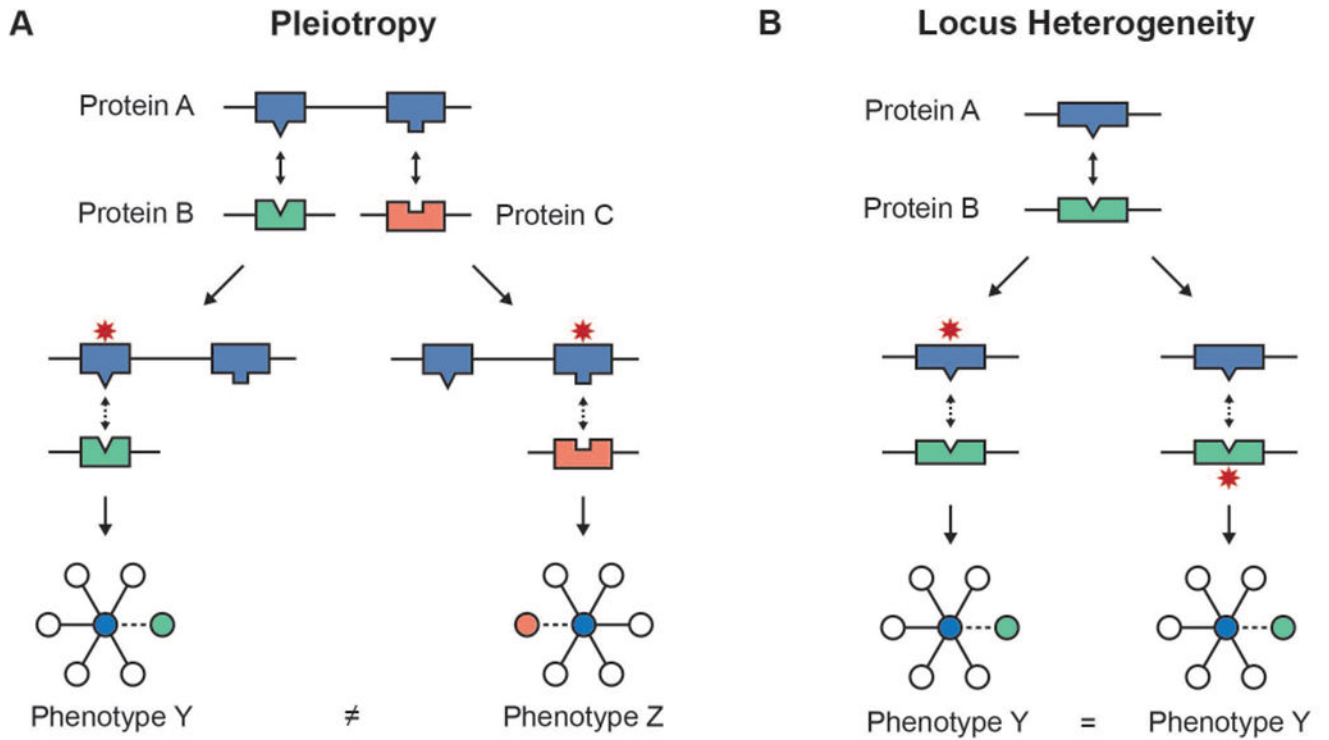 A Pleiotropy
B Locus Heterogeneity
Protein A
Protein B
Protein C
Protein A
Protein B
Phenotype Y ≠ Phenotype Z
Phenotype Y = Phenotype Y